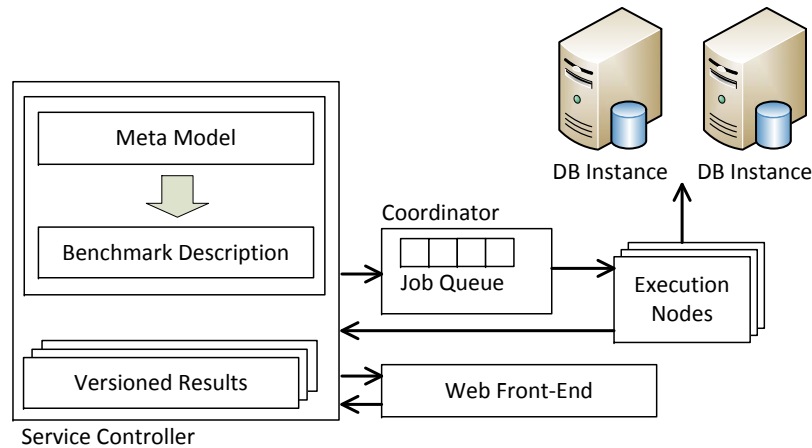 DB Instance
DB Instance
Meta Model
Coordinator
Benchmark Description
Job Queue
Execution
Nodes
Versioned Results
Web Front-End
Service Controller